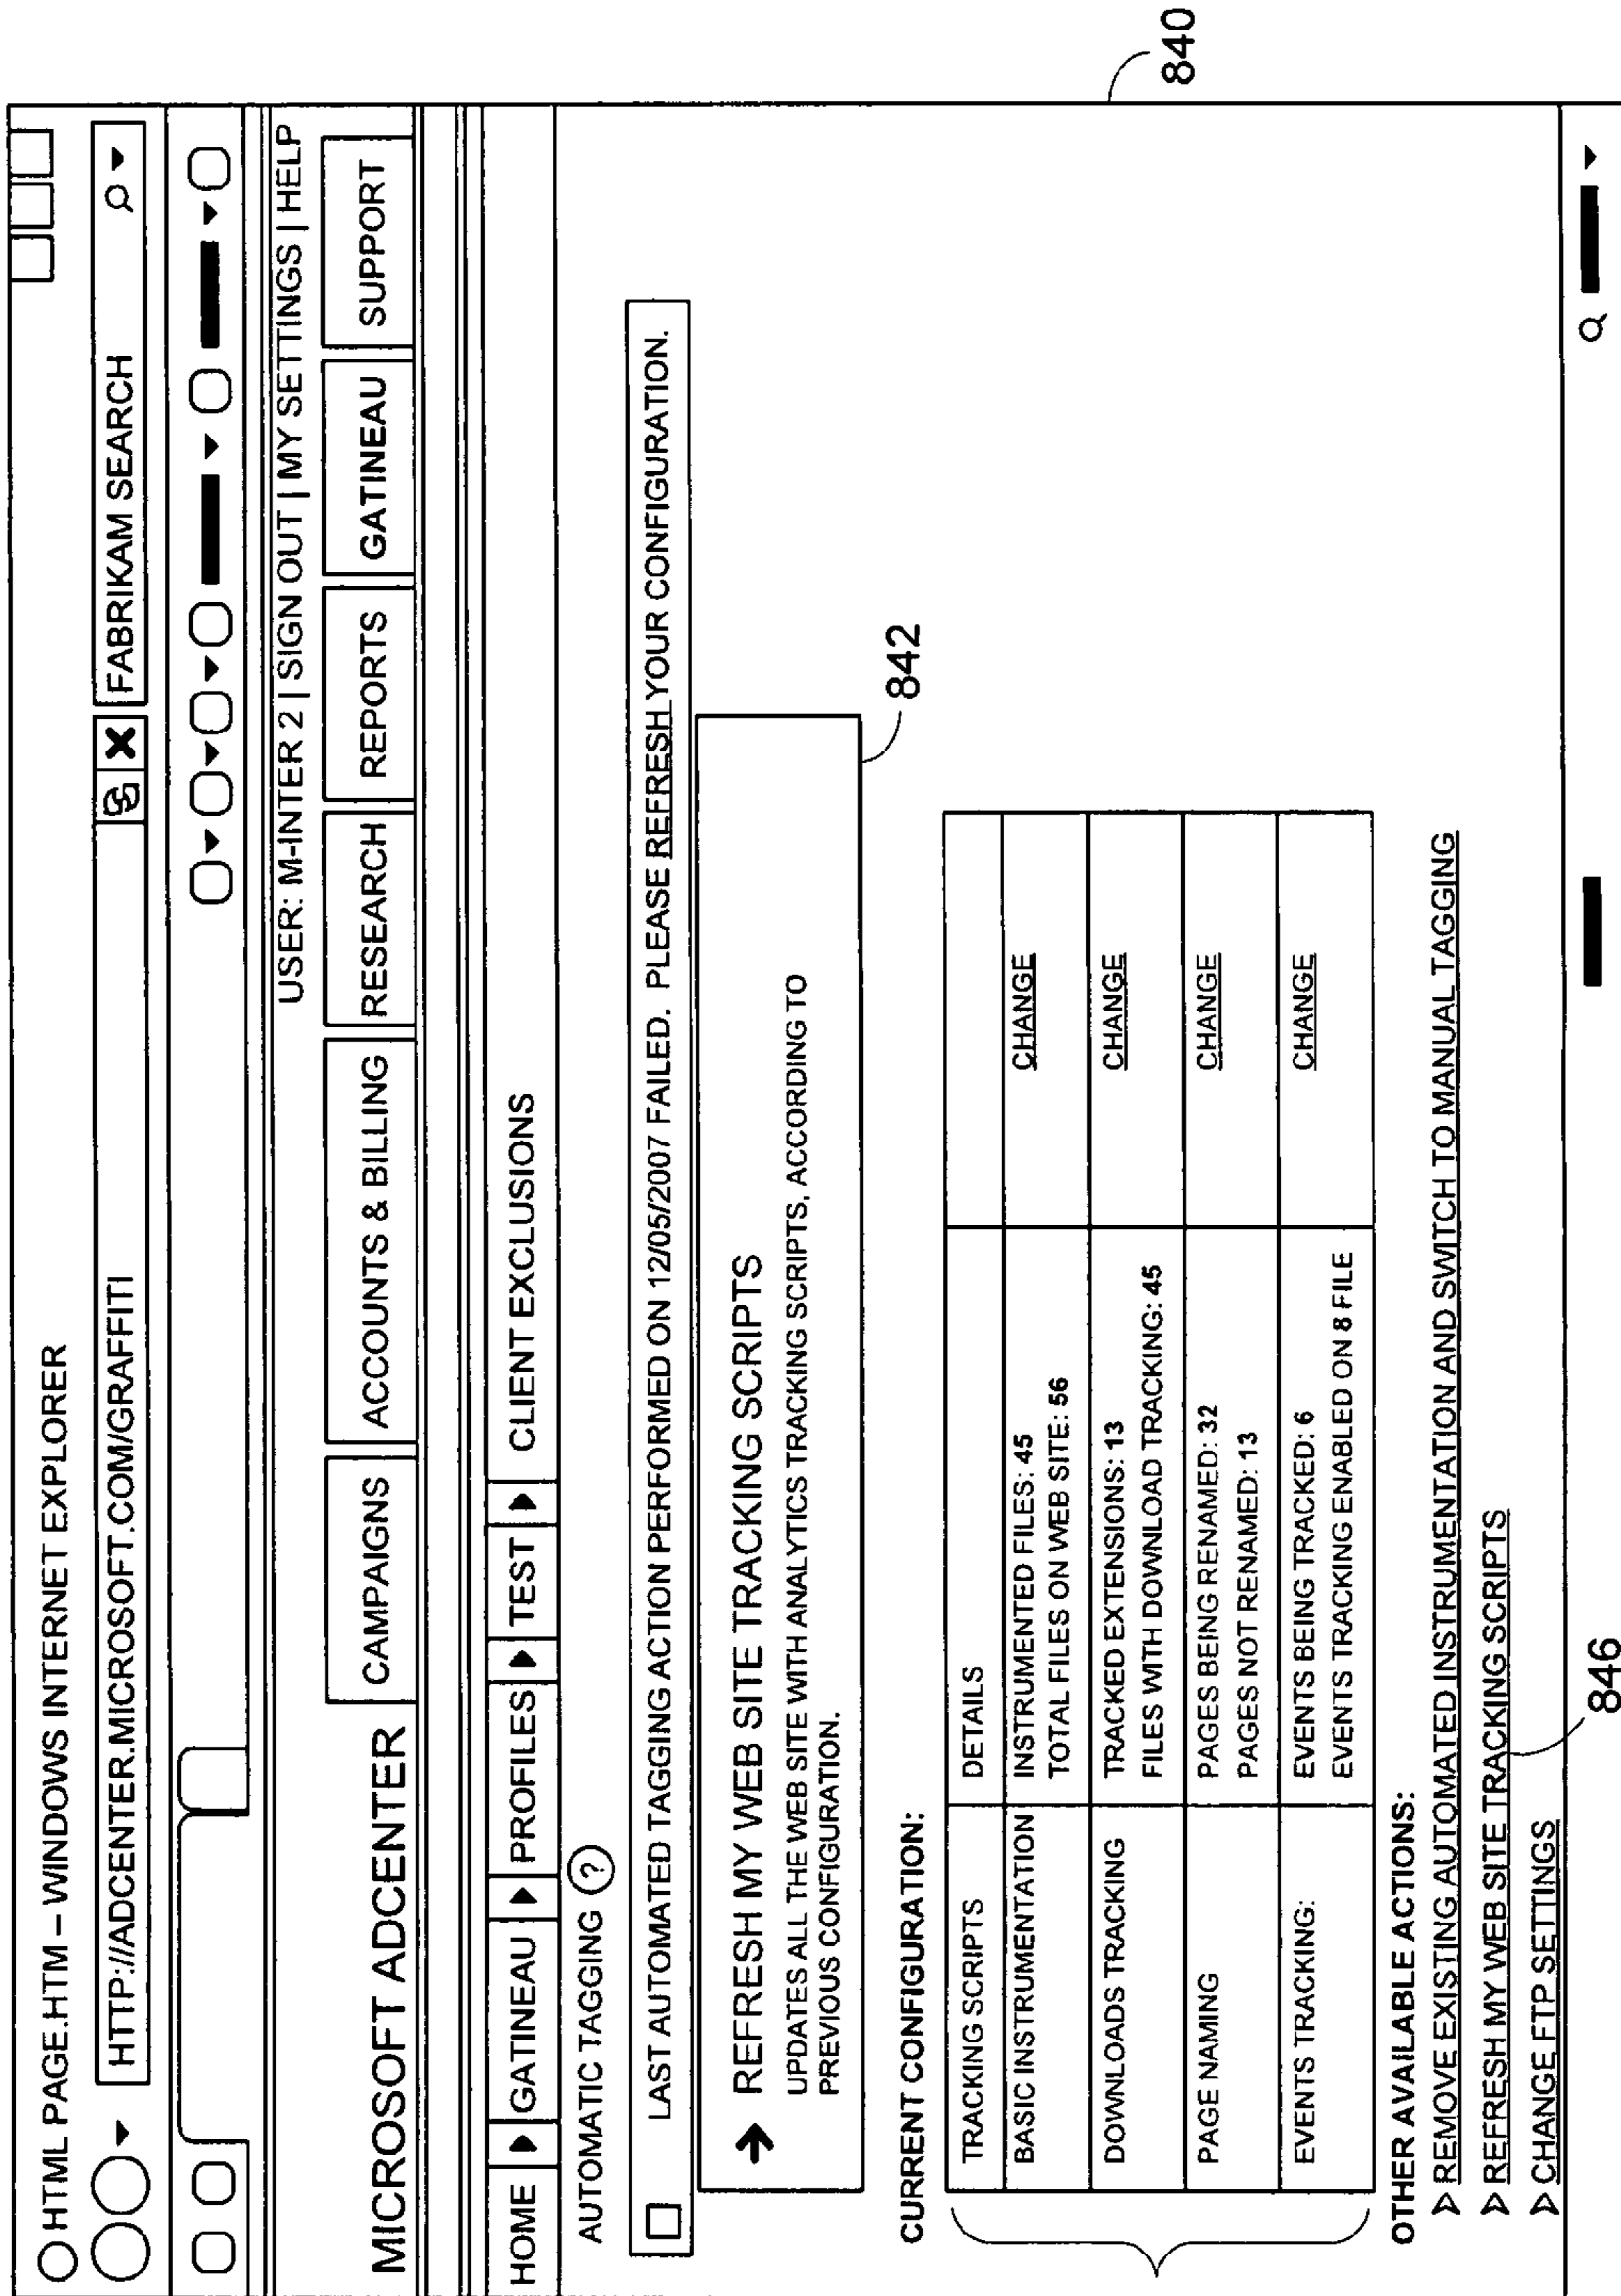 HTML PAGE.HTM – WINDOWS INTERNET EXPLORER
HTTP://ADCENTER.MICROSOFT.COM/GRAFFITI
FABRIKAM SEARCH
USER: M-INTER 2 | SIGN OUT | MY SETTINGS | HELP
MICROSOFT ADCENTER
CAMPAIGNS
ACCOUNTS & BILLING
RESEARCH
REPORTS
GATINEAU
SUPPORT
HOME
GATINEAU
PROFILES
TEST
CLIENT EXCLUSIONS
AUTOMATIC TAGGING ?
LAST AUTOMATED TAGGING ACTION PERFORMED ON 12/05/2007 FAILED. PLEASE REFRESH YOUR CONFIGURATION.
REFRESH MY WEB SITE TRACKING SCRIPTS
UPDATES ALL THE WEB SITE WITH ANALYTICS TRACKING SCRIPTS, ACCORDING TO
PREVIOUS CONFIGURATION.
842
840
CURRENT CONFIGURATION:
TRACKING SCRIPTS
DETAILS
BASIC INSTRUMENTATION
INSTRUMENTED FILES: 45
TOTAL FILES ON WEB SITE: 56
CHANGE
DOWNLOADS TRACKING
TRACKED EXTENSIONS: 13
FILES WITH DOWNLOAD TRACKING: 45
CHANGE
PAGE NAMING
PAGES BEING RENAMED: 32
PAGES NOT RENAMED: 13
CHANGE
EVENTS TRACKING:
EVENTS BEING TRACKED: 6
EVENTS TRACKING ENABLED ON 8 FILE
CHANGE
OTHER AVAILABLE ACTIONS:
REMOVE EXISTING AUTOMATED INSTRUMENTATION AND SWITCH TO MANUAL TAGGING
REFRESH MY WEB SITE TRACKING SCRIPTS
CHANGE FTP SETTINGS
846